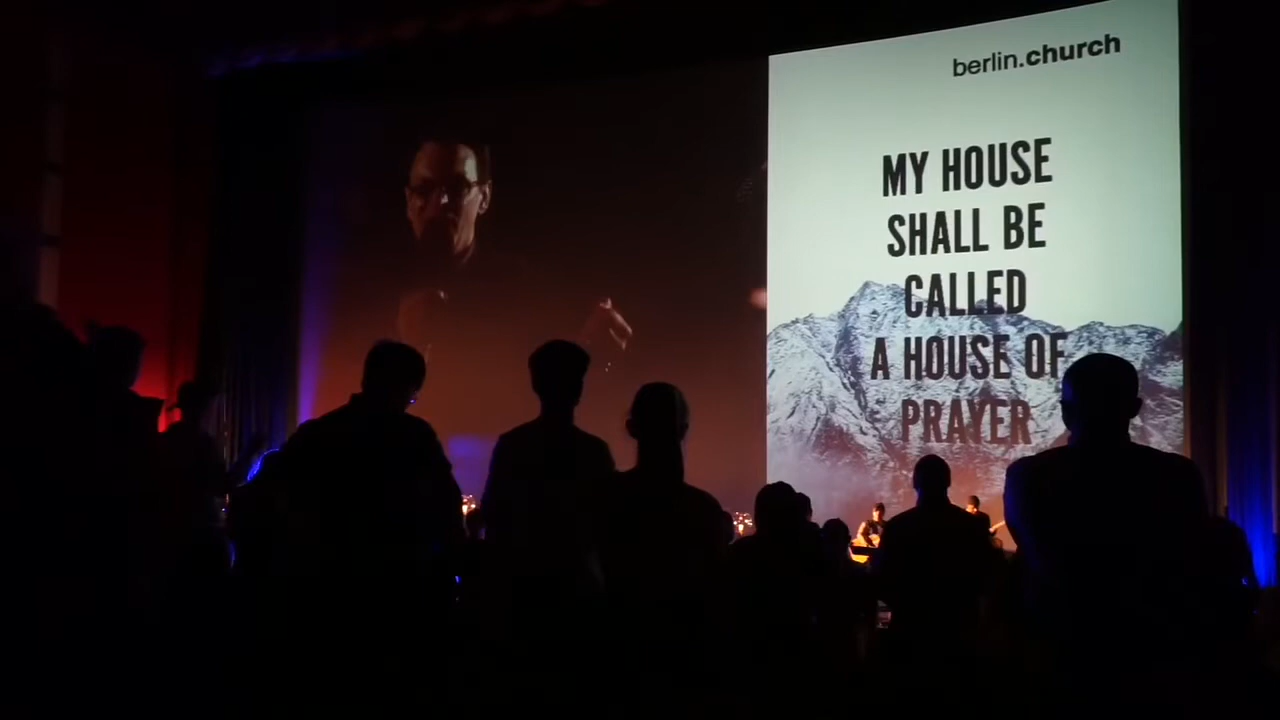 berlin.church
MY HOUSE
SHALL BE
CALLED
A HOUSE OF
PRAYER